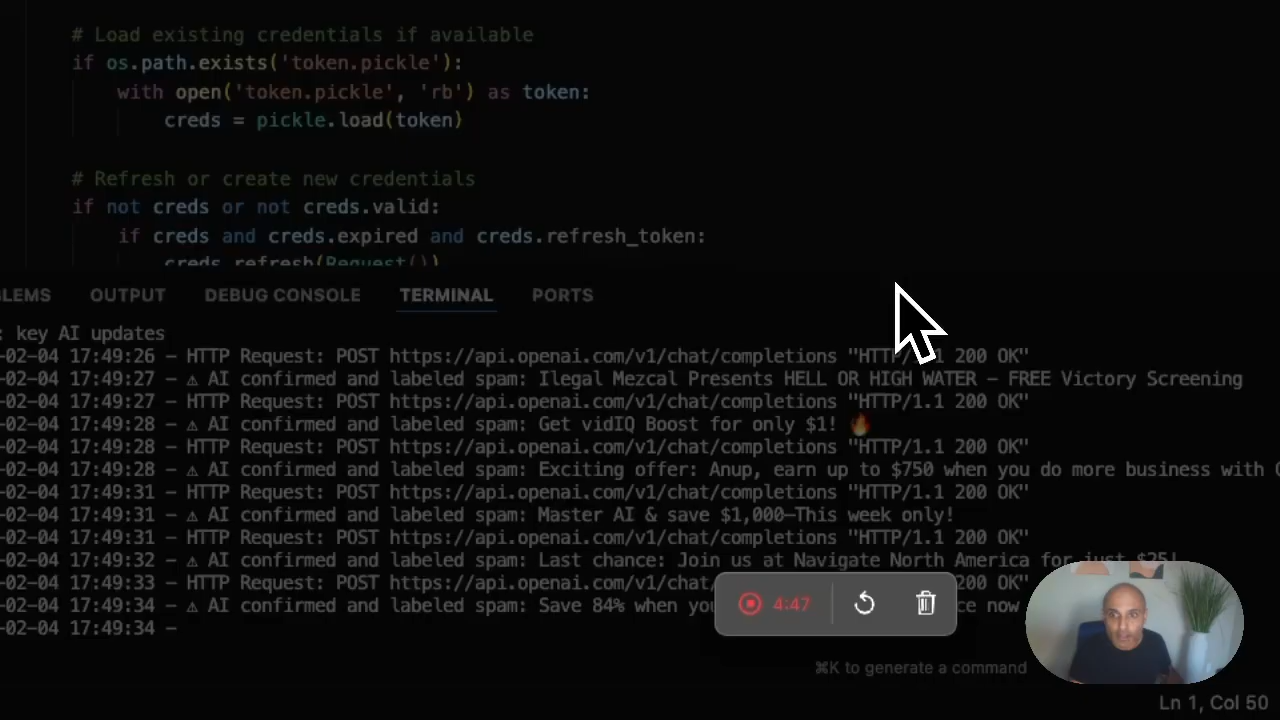 # Load existing credentials if available
if os.path.exists('token.pickle'):
with open('token.pickle', 'rb') as token:
creds = pickle.load(token)
# Refresh or create new credentials
if not creds or not creds.valid:
if creds and creds.expired and creds.refresh_token:
creds.refresh(Request())
BLEMS OUTPUT DEBUG CONSOLE TERMINAL PORTS
: key AI updates
-02-04 17:49:26 - HTTP Request: POST https://api.openai.com/v1/chat/completions "HTTP/1.1 200 OK"
-02-04 17:49:27 - ⚠ AI confirmed and labeled spam: Ilegal Mezcal Presents HELL OR HIGH WATER – FREE Victory Screening
-02-04 17:49:27 - HTTP Request: POST https://api.openai.com/v1/chat/completions "HTTP/1.1 200 OK"
-02-04 17:49:28 - ⚠ AI confirmed and labeled spam: Get vidIQ Boost for only $1! 🔥
-02-04 17:49:28 - HTTP Request: POST https://api.openai.com/v1/chat/completions "HTTP/1.1 200 OK"
-02-04 17:49:28 - ⚠ AI confirmed and labeled spam: Exciting offer: Anup, earn up to $750 when you do more business with
-02-04 17:49:31 - HTTP Request: POST https://api.openai.com/v1/chat/completions "HTTP/1.1 200 OK"
-02-04 17:49:31 - ⚠ AI confirmed and labeled spam: Master AI & save $1,000—This week only!
-02-04 17:49:31 - HTTP Request: POST https://api.openai.com/v1/chat/completions "HTTP/1.1 200 OK"
-02-04 17:49:32 - ⚠ AI confirmed and labeled spam: Last chance: Join us at Navigate North America for just $25!
-02-04 17:49:33 - HTTP Request: POST https://api.openai.com/v1/chat 200 OK"
-02-04 17:49:34 - ⚠ AI confirmed and labeled spam: Save 84% when you now
-02-04 17:49:34 -
4:47
⌘K to generate a command
Ln 1, Col 50